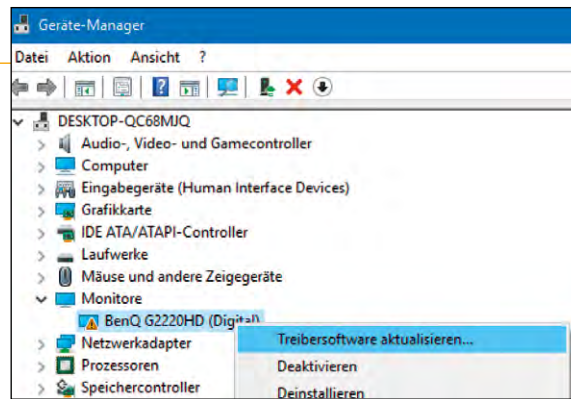 Geräte-Manager
Datei Aktion Ansicht ?
DESKTOP-QC68MJQ
Audio-, Video- und Gamecontroller
Computer
Eingabegeräte (Human Interface Devices)
Grafikkarte
IDE ATA/ATAPI-Controller
Laufwerke
Mäuse und andere Zeigegeräte
Monitore
BenQ G2220HD (Digital)
Treibersoftware aktualisieren...
Netzwerkadapter
Deaktivieren
Prozessoren
Deinstallieren
Speichercontroller